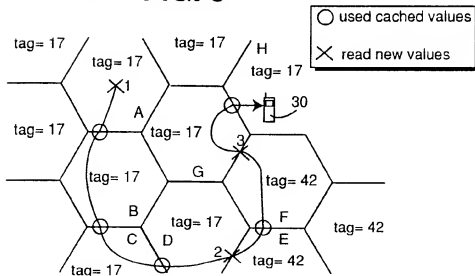 used cached values
read new values
tag= 17
H
tag= 17
tag= 17
tag= 17
1
30
A
tag= 17
tag= 17
3
tag= 17
G
tag= 42
B
tag= 17
F
C
D
E
tag= 42
2
tag= 17
tag= 42